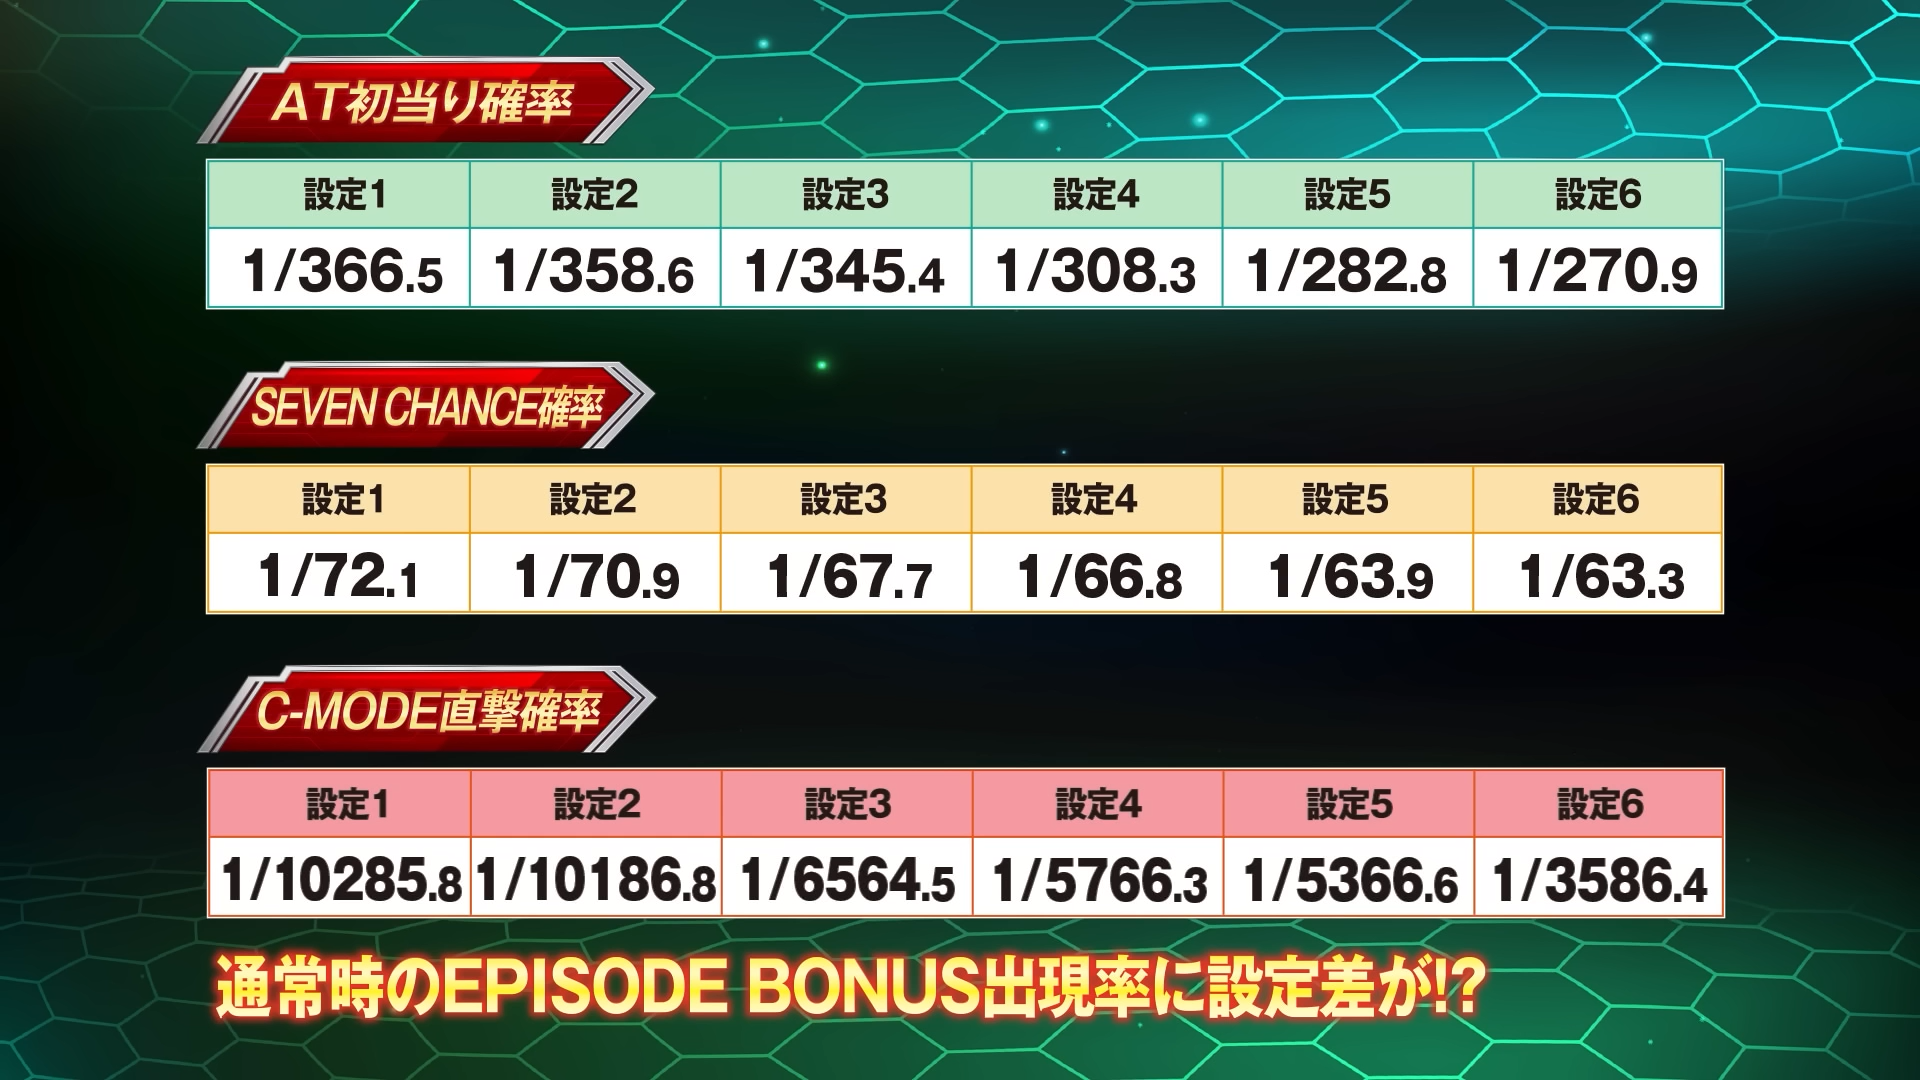 AT初当り確率
設定1 設定2 設定3 設定4 設定5 設定6
1/366.5 1/358.6 1/345.4 1/308.3 1/282.8 1/270.9
SEVEN CHANCE確率
設定1 設定2 設定3 設定4 設定5 設定6
1/72.1 1/70.9 1/67.7 1/66.8 1/63.9 1/63.3
C-MODE直撃確率
設定1 設定2 設定3 設定4 設定5 設定6
1/10285.8 1/10186.8 1/6564.5 1/5766.3 1/5366.6 1/3586.4
通常時のEPISODE BONUS出現率に設定差が!?